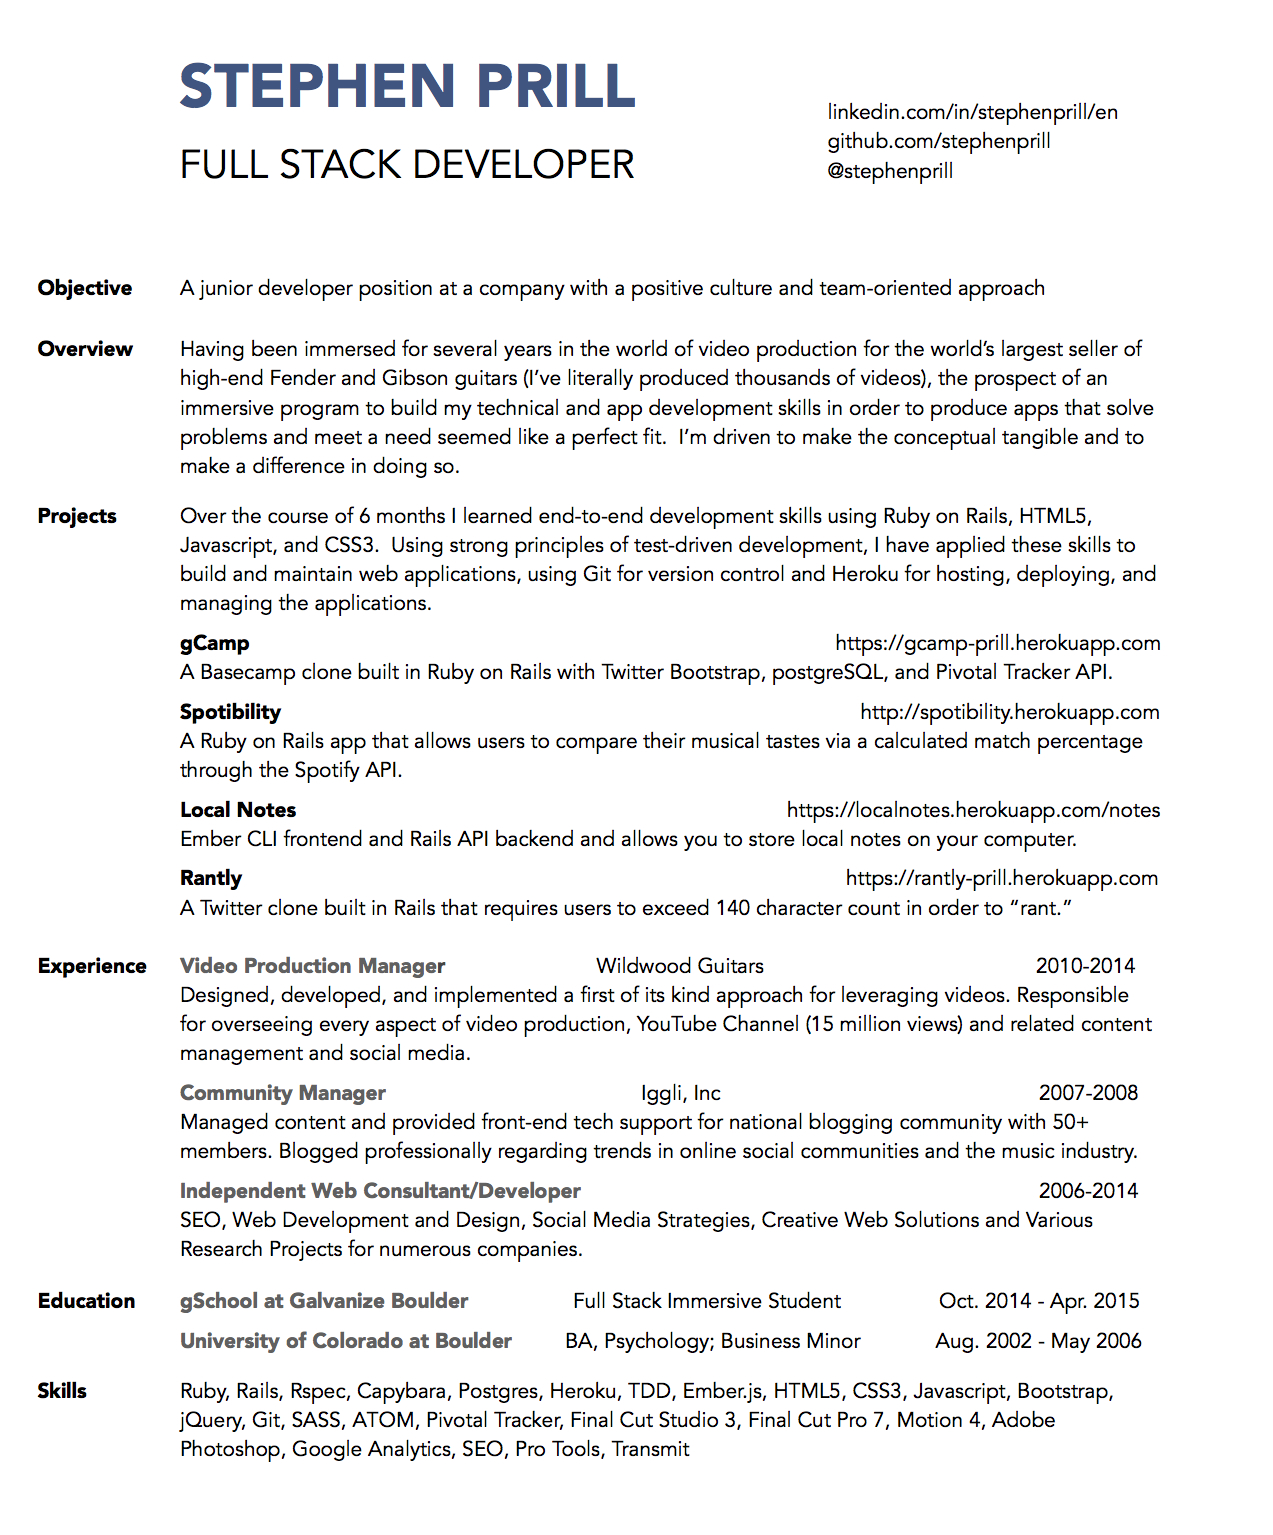 STEPHEN PRILL
FULL STACK DEVELOPER
linkedin.com/in/stephenprill/en
github.com/stephenprill
@stephenprill
Objective A junior developer position at a company with a positive culture and team-oriented approach
Overview Having been immersed for several years in the world of video production for the world’s largest seller of
high-end Fender and Gibson guitars (I’ve literally produced thousands of videos), the prospect of an
immersive program to build my technical and app development skills in order to produce apps that solve
problems and meet a need seemed like a perfect fit.  I’m driven to make the conceptual tangible and to
make a difference in doing so.
Projects Over the course of 6 months I learned end-to-end development skills using Ruby on Rails, HTML5,
Javascript, and CSS3.  Using strong principles of test-driven development, I have applied these skills to
build and maintain web applications, using Git for version control and Heroku for hosting, deploying, and
managing the applications.
gCamp https://gcamp-prill.herokuapp.com
A Basecamp clone built in Ruby on Rails with Twitter Bootstrap, postgreSQL, and Pivotal Tracker API.
Spotibility http://spotibility.herokuapp.com
A Ruby on Rails app that allows users to compare their musical tastes via a calculated match percentage
through the Spotify API.
Local Notes https://localnotes.herokuapp.com/notes
Ember CLI frontend and Rails API backend and allows you to store local notes on your computer.
Rantly https://rantly-prill.herokuapp.com
A Twitter clone built in Rails that requires users to exceed 140 character count in order to “rant.”
Experience Video Production Manager Wildwood Guitars 2010-2014
Designed, developed, and implemented a first of its kind approach for leveraging videos. Responsible
for overseeing every aspect of video production, YouTube Channel (15 million views) and related content
management and social media.
Community Manager Iggli, Inc 2007-2008
Managed content and provided front-end tech support for national blogging community with 50+
members. Blogged professionally regarding trends in online social communities and the music industry.
Independent Web Consultant/Developer 2006-2014
SEO, Web Development and Design, Social Media Strategies, Creative Web Solutions and Various
Research Projects for numerous companies.
Education gSchool at Galvanize Boulder Full Stack Immersive Student Oct. 2014 - Apr. 2015
University of Colorado at Boulder BA, Psychology; Business Minor Aug. 2002 - May 2006
Skills Ruby, Rails, Rspec, Capybara, Postgres, Heroku, TDD, Ember.js, HTML5, CSS3, Javascript, Bootstrap,
jQuery, Git, SASS, ATOM, Pivotal Tracker, Final Cut Studio 3, Final Cut Pro 7, Motion 4, Adobe
Photoshop, Google Analytics, SEO, Pro Tools, Transmit